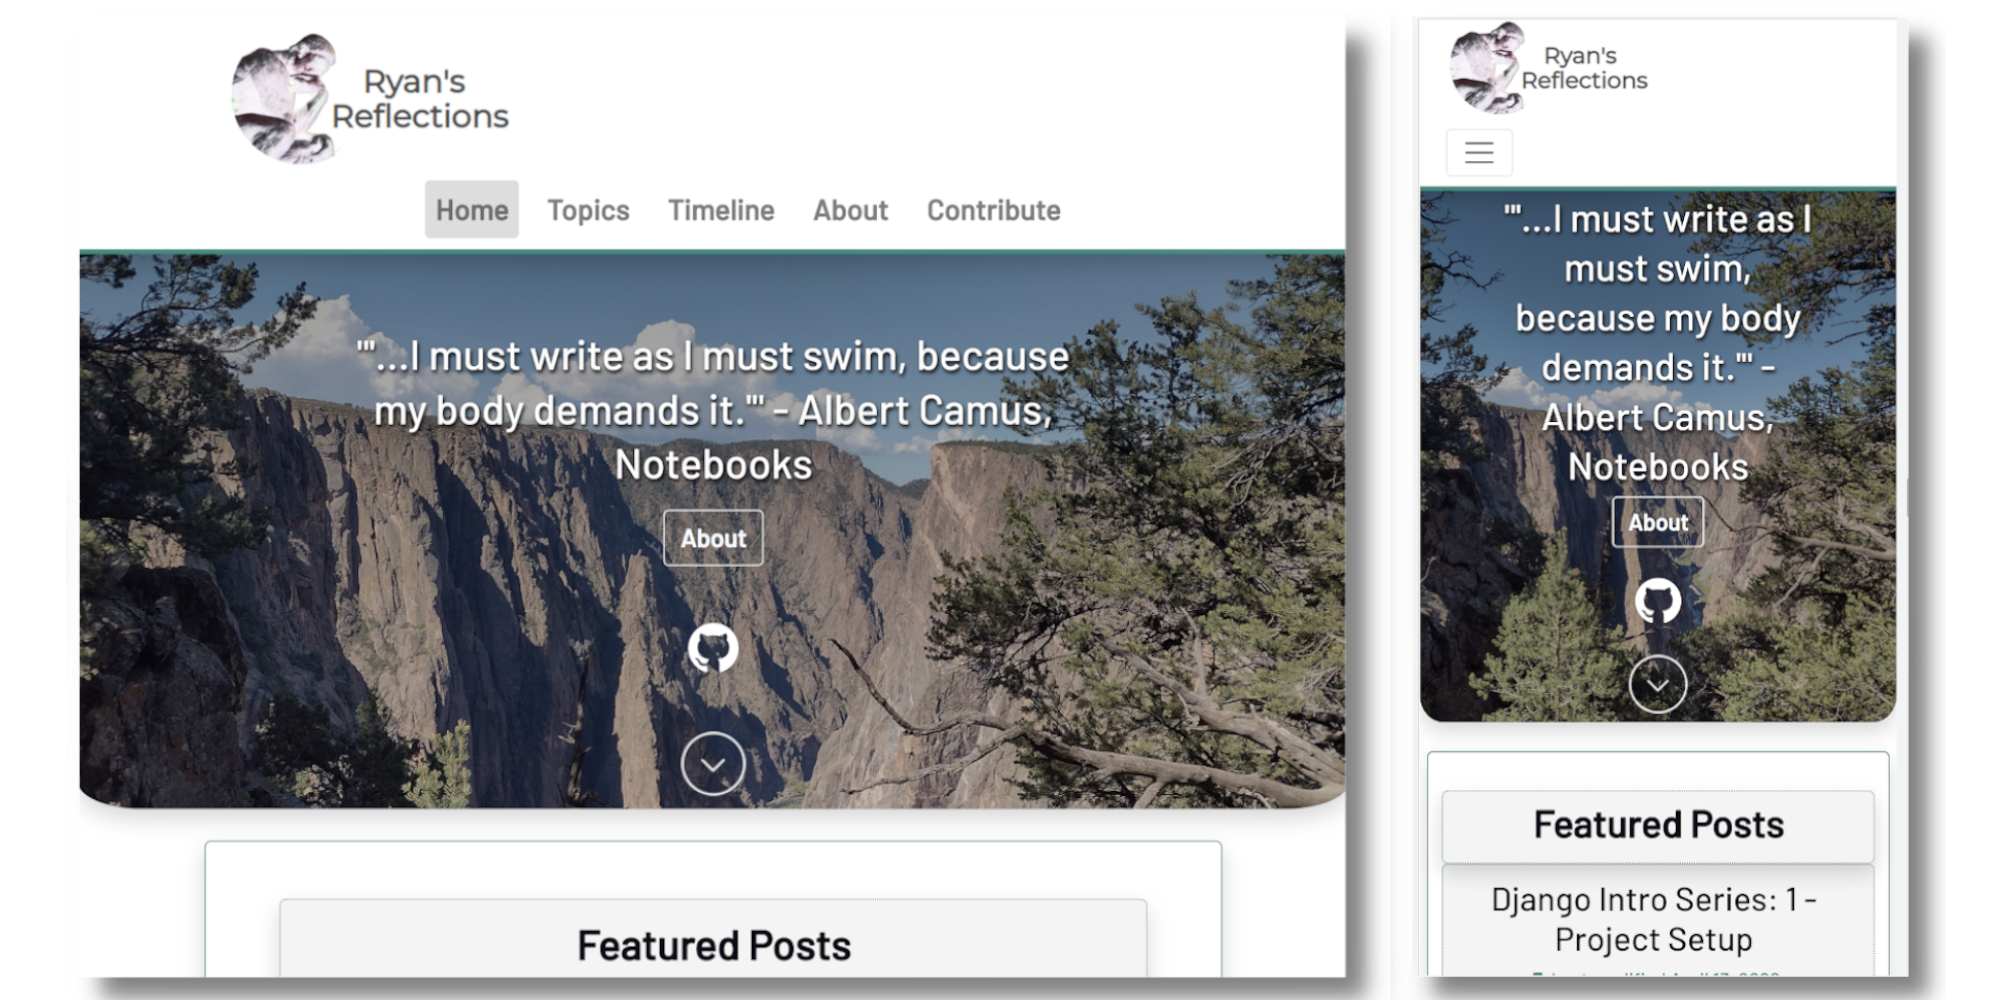 Ryan's
Reflections
Home Topics Timeline About Contribute
"'...I must write as I must swim, because
my body demands it."' - Albert Camus,
Notebooks
About
Featured Posts
Ryan's
Reflections
"'...I must write as I
must swim,
because my body
demands it."' -
Albert Camus,
Notebooks
About
Featured Posts
Django Intro Series: 1 -
Project Setup